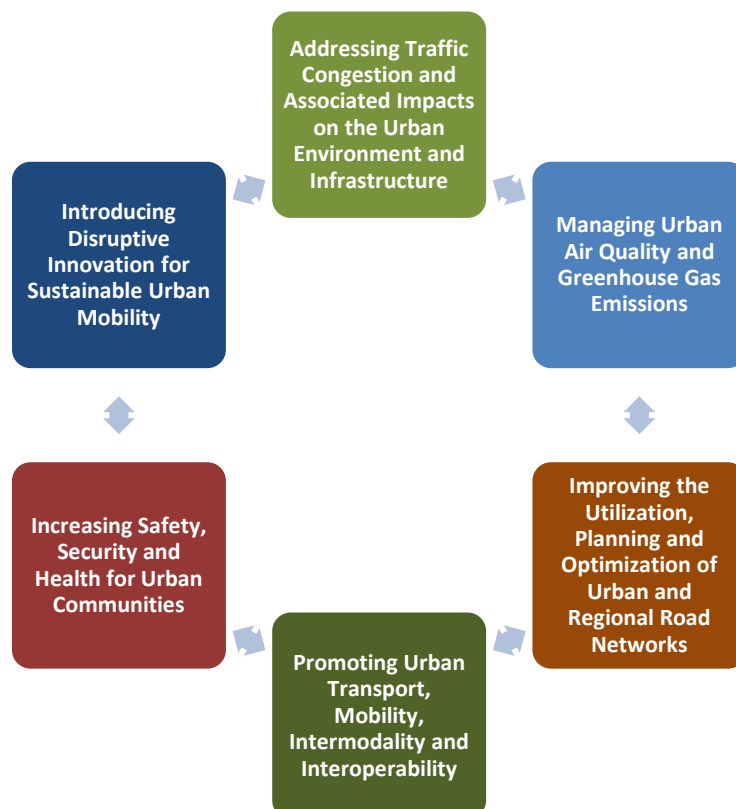 Addressing Traffic
Congestion and
Associated Impacts
on the Urban
Environment and
Infrastructure
Managing Urban
Air Quality and
Greenhouse Gas
Emissions
Improving the
Utilization,
Planning and
Optimization of
Urban and
Regional Road
Networks
Promoting Urban
Transport,
Mobility,
Intermodality and
Interoperability
Increasing Safety,
Security and
Health for Urban
Communities
Introducing
Disruptive
Innovation for
Sustainable Urban
Mobility